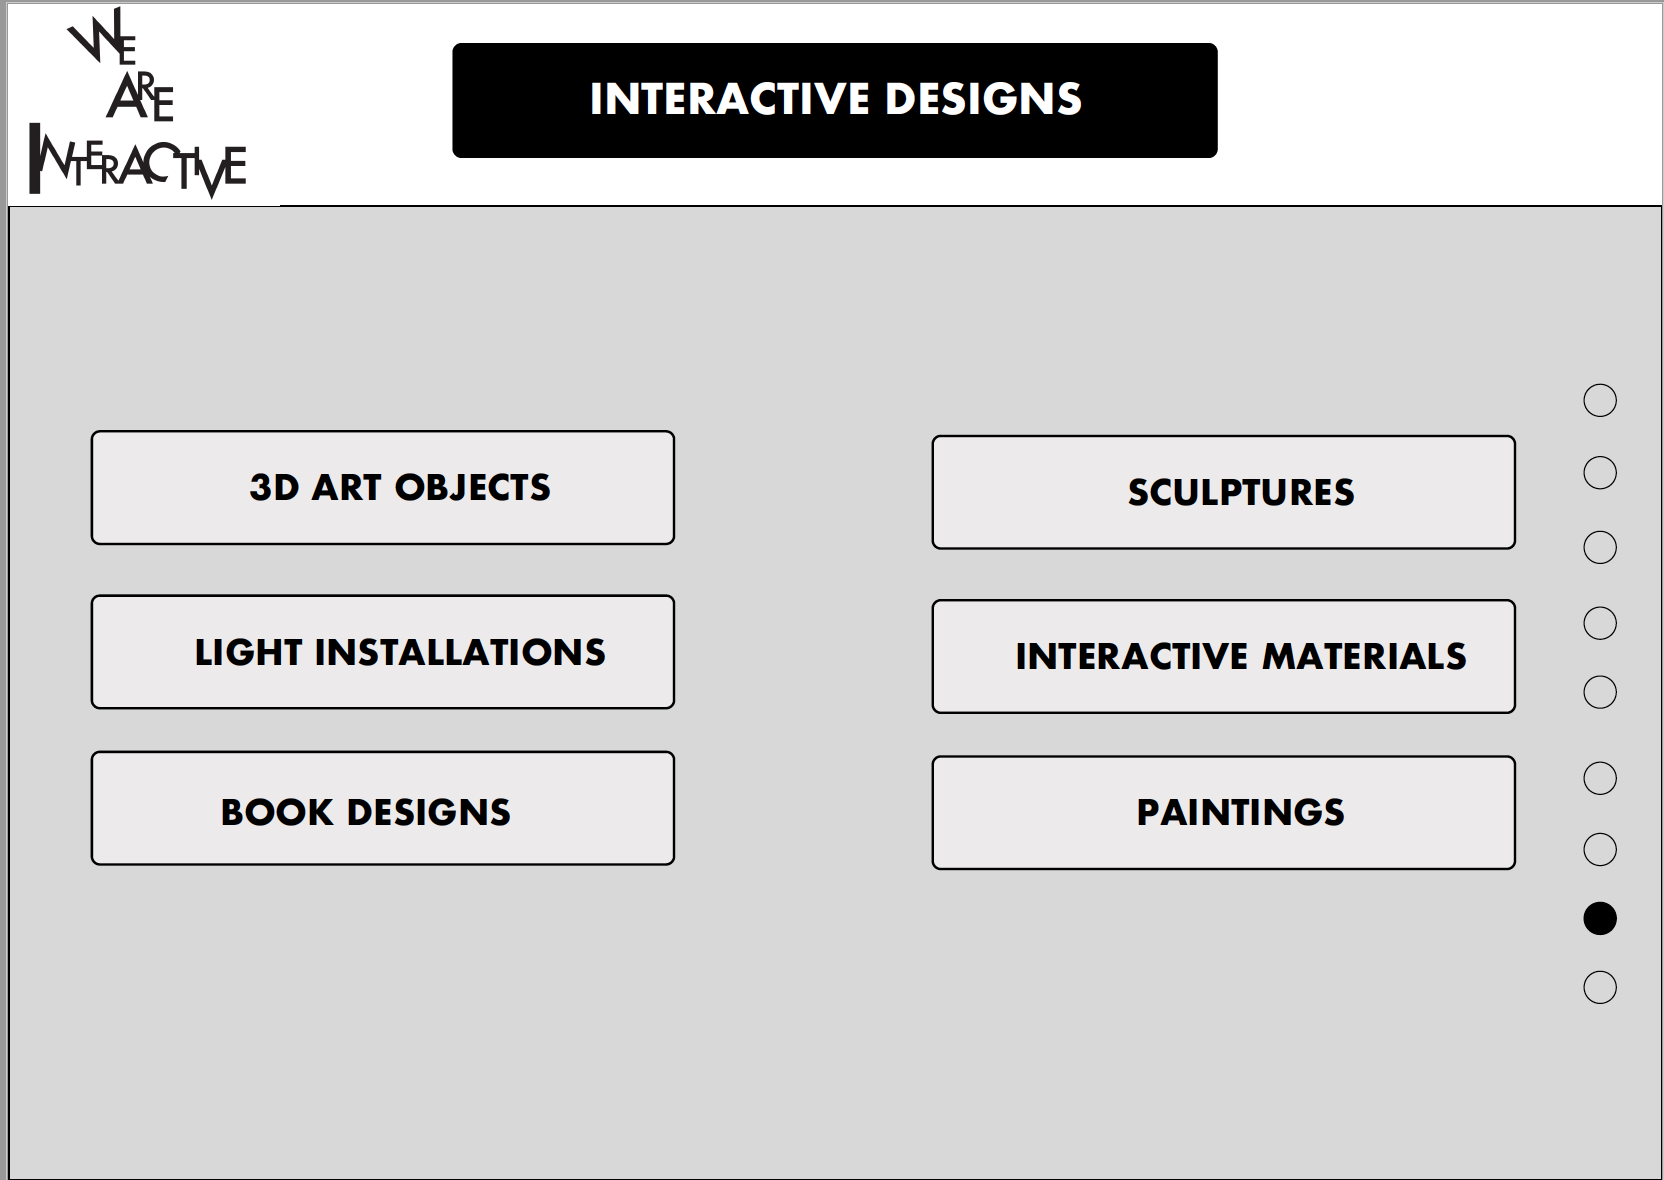 WE
ARE
INTERACTIVE
INTERACTIVE DESIGNS
3D ART OBJECTS
SCULPTURES
LIGHT INSTALLATIONS
INTERACTIVE MATERIALS
BOOK DESIGNS
PAINTINGS